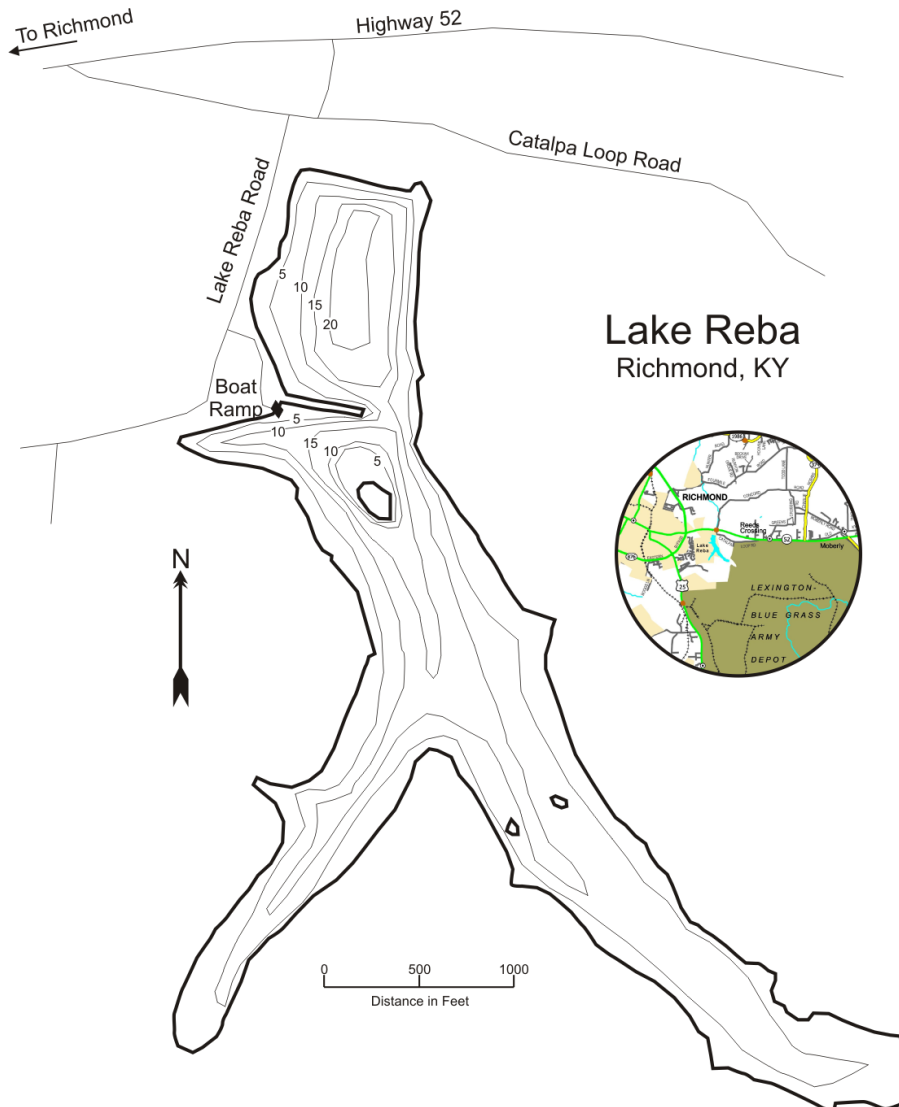 To Richmond
Highway 52
Catalpa Loop Road
Lake Reba Road
5
10
15
20
Lake Reba
Richmond, KY
Boat
Ramp
5
10
15
10
5
N
RICHMOND
Reeds
Crossing
Lake
Reba
52
Moberly
25
876
LEXINGTON-
BLUE GRASS
ARMY
DEPOT
0 500 1000
Distance in Feet